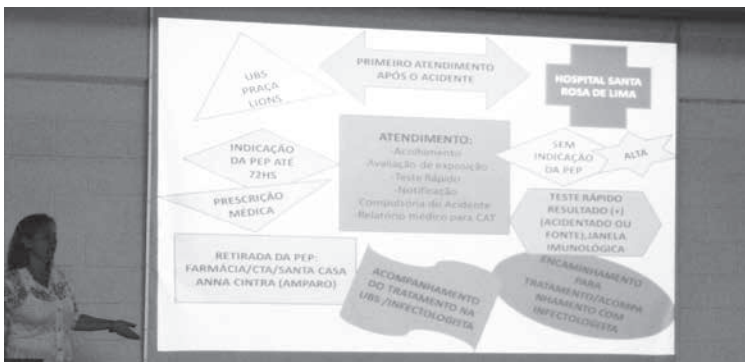 UBS
PRAÇA
LIONS
PRIMEIRO ATENDIMENTO
APÓS O ACIDENTE
HOSPITAL SANTA
ROSA DE LIMA
INDICAÇÃO
DA PEP ATÉ
72HS
ATENDIMENTO:
-Acolhimento
-Avaliação de exposição
-Teste Rápido
-Notificação
Compulsória de Acidente
-Relatório médico para CAT
SEM
INDICAÇÃO
DA PEP
ALTA
PRESCRIÇÃO
MÉDICA
TESTE RÁPIDO
RESULTADO (+)
(ACIDENTADO OU
FONTE),JANELA
IMUNOLÓGICA
RETIRADA DA PEP:
FARMÁCIA/CTA/SANTA CASA
ANNA CINTRA (AMPARO)
ACOMPANHAMENTO
DO TRATAMENTO NA
UBS /INFECTOLOGISTA
ENCAMINHAMENTO
PARA
TRATAMENTO/ACOMPA
NHAMENTO COM
INFECTOLOGISTA